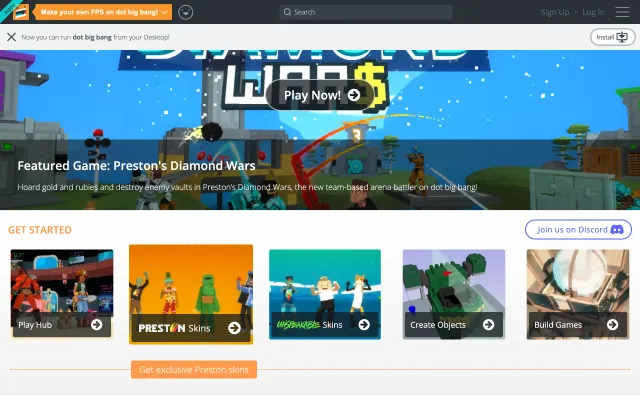 Make your own FPS on dot big bang!
Search
Sign Up • Log In
Now you can run dot big bang from your Desktop!
Install
DIAMOND
WAR$
Play Now!
3
Featured Game: Preston's Diamond Wars
Hoard gold and rubies and destroy enemy vaults in Preston's Diamond Wars, the new team-based arena battler on dot big bang!
GET STARTED
Join us on Discord
Play Hub
PRESTON Skins
UNSPEAKABLE Skins
Create Objects
Build Games
Get exclusive Preston skins